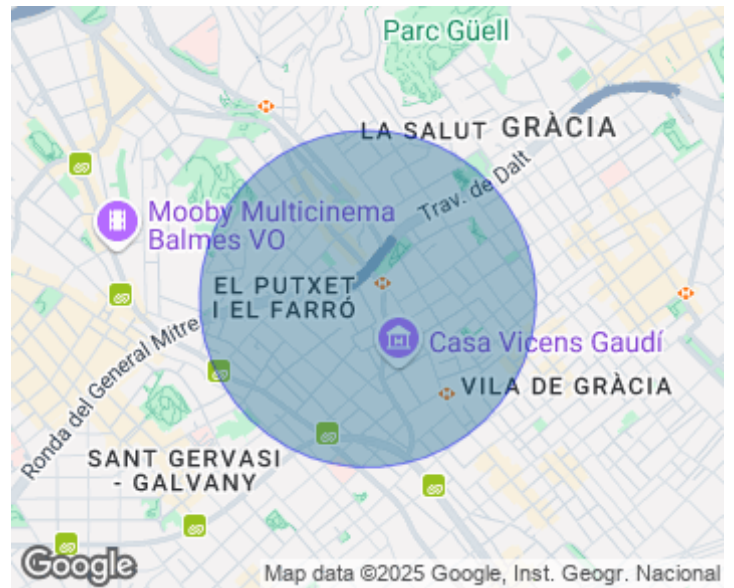 Parc Güell
LA SALUT
GRÀCIA
Trav. de Dalt
Mooby Multicinema
Balmes VO
EL PUTXET
I EL FARRÓ
Casa Vicens Gaudí
Ronda del General Mitre
VILA DE GRÀCIA
SANT GERVASI
- GALVANY
Google
Map data ©2025 Google, Inst. Geogr. Nacional